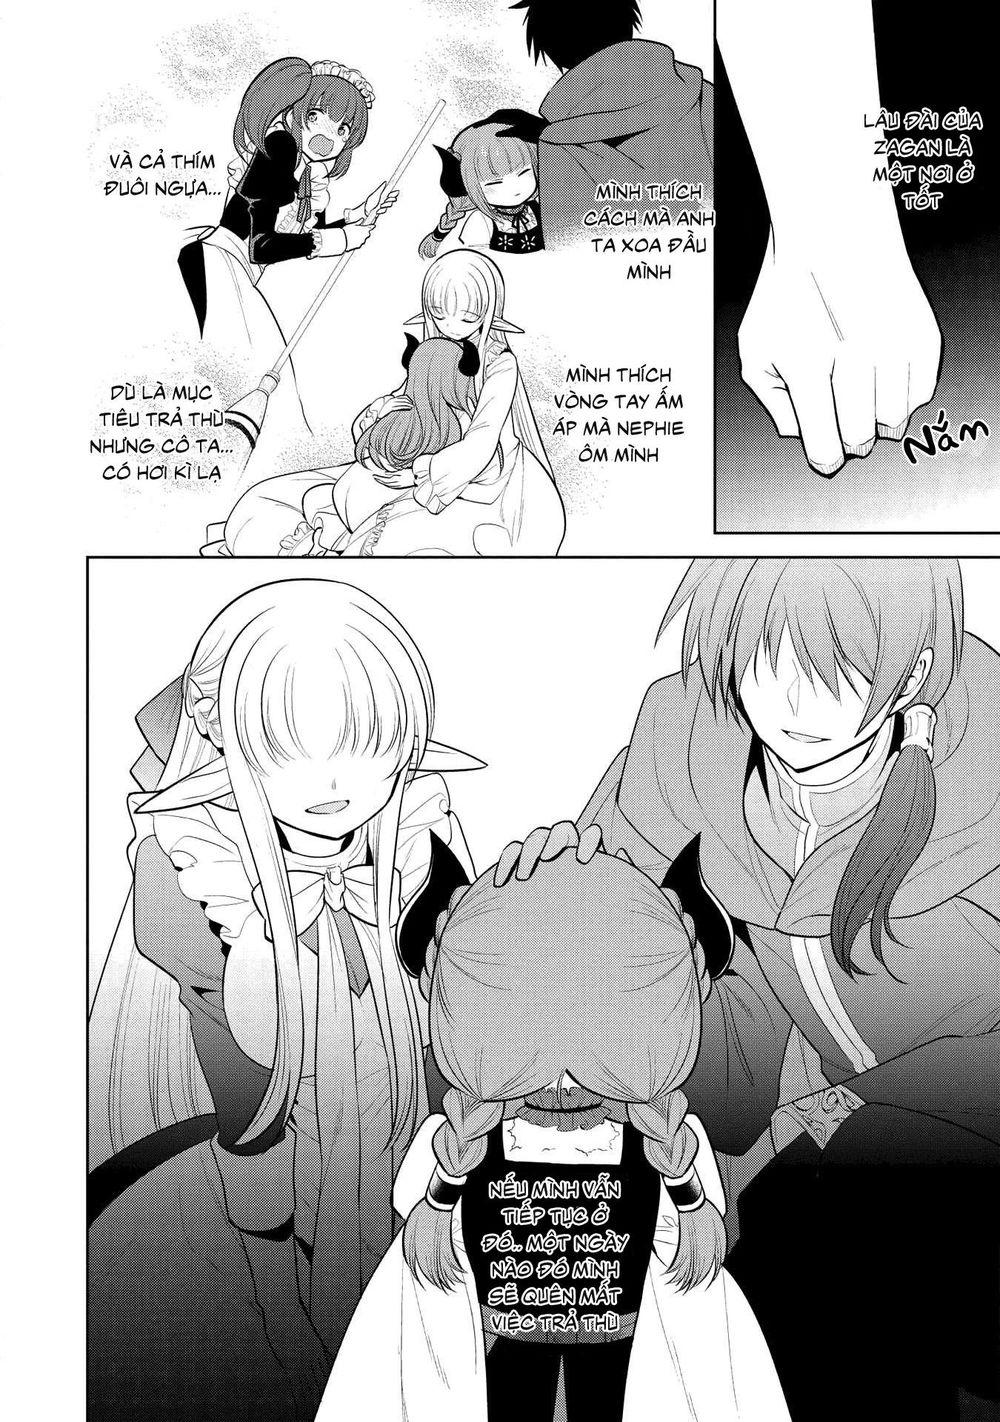 LÂU ĐÀI CỦA
ZAGAN LÀ
MỘT NƠI Ở
TỐT
NẮM
MÌNH THÍCH
CÁCH MÀ ANH
TA XOA ĐẦU
MÌNH
MÌNH THÍCH
VÒNG TAY ẤM
ÁP MÀ NEPHIE
ÔM MÌNH
VÀ CẢ THÍM
ĐUÔI NGỰA...
DÙ LÀ MỤC
TIÊU TRẢ THÙ
NHƯNG CÔ TA...
CÓ HƠI KÌ LẠ
NẾU MÌNH VẪN
TIẾP TỤC Ở
ĐÓ.. MỘT NGÀY
NÀO ĐÓ MÌNH
SẼ QUÊN MẤT
VIỆC TRẢ THÙ